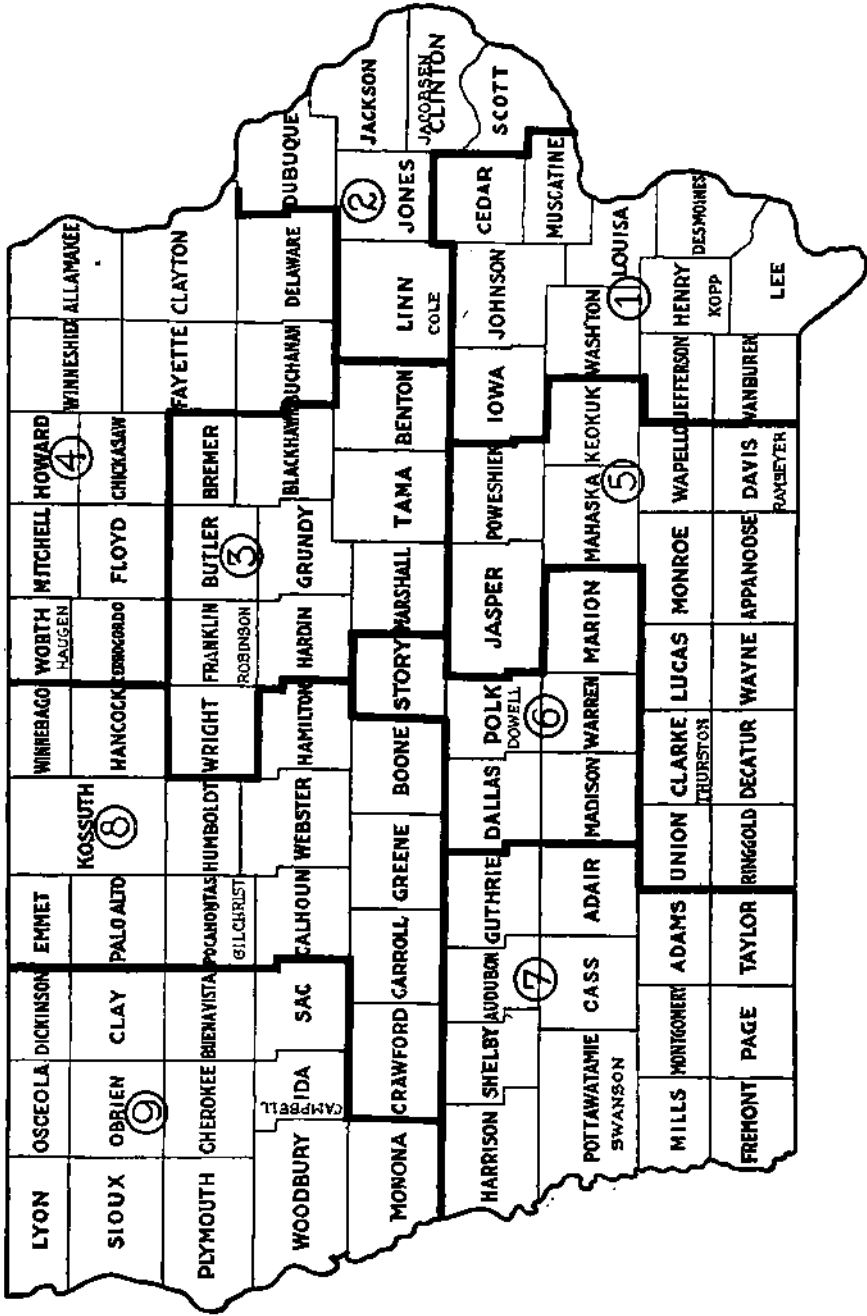 LYON
OSCEOLA
DICKINSON
EMMET
KOSSUTH
WINNEBAGO
WORTH
HAUGEN
MITCHELL
HOWARD
WINNESHIEK
ALLAMAKEE
SIOUX
OBRIEN
CLAY
PALO ALTO
HANCOCK
CERROGORDO
FLOYD
CHICKASAW
4
9
8
PLYMOUTH
CHEROKEE
BUENAVISTA
POCAHONTAS
GILCHRIST
HUMBOLDT
WRIGHT
FRANKLIN
ROBINSON
BUTLER
3
BREMER
FAYETTE
CLAYTON
WOODBURY
IDA
CAMPBELL
SAC
CALHOUN
WEBSTER
HAMILTON
HARDIN
GRUNDY
BLACKHAWK
BUCHANAN
DELAWARE
DUBUQUE
MONONA
CRAWFORD
CARROLL
GREENE
BOONE
STORY
MARSHALL
TAMA
BENTON
LINN
COLE
JONES
2
JACKSON
JACOBSEN
CLINTON
HARRISON
SHELBY
AUDUBON
GUTHRIE
DALLAS
POLK
DOWELL
JASPER
POWESHIEK
IOWA
JOHNSON
CEDAR
SCOTT
MUSCATINE
7
6
POTTAWATAMIE
SWANSON
CASS
ADAIR
MADISON
WARREN
MARION
MAHASKA
KEOKUK
WASH'TON
LOUISA
5
1
MILLS
MONTGOMERY
ADAMS
UNION
CLARKE
THURSTON
LUCAS
MONROE
WAPELLO
JEFFERSON
HENRY
KOPP
DESMOINES
FREMONT
PAGE
TAYLOR
RINGGOLD
DECATUR
WAYNE
APPANOOSE
DAVIS
RAMSEYER
VANBUREN
LEE